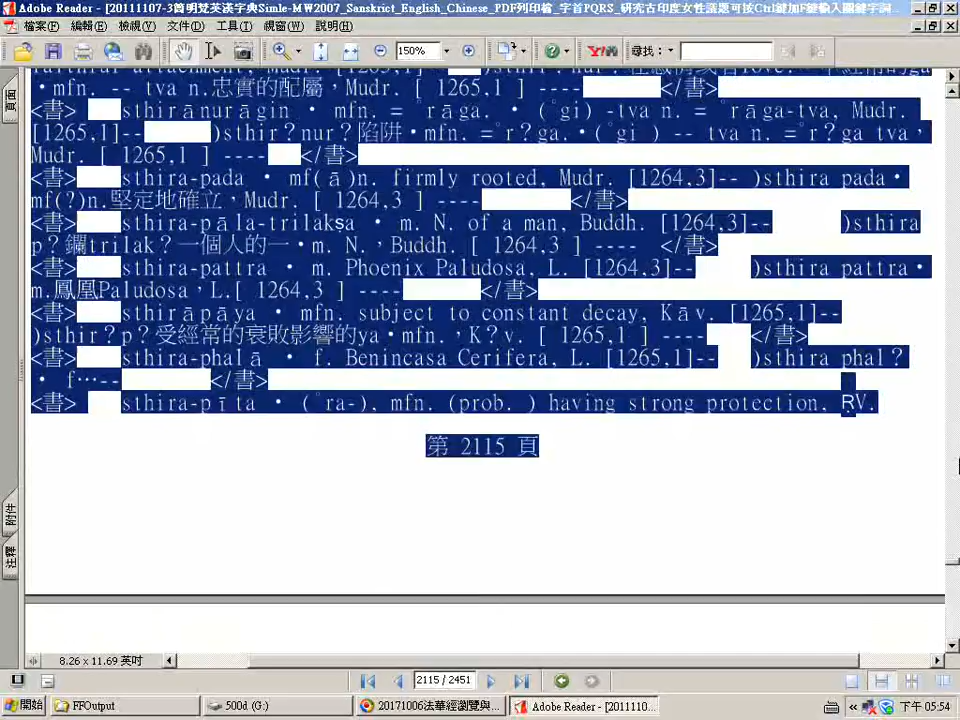 Adobe Reader - [20111107-3簡明梵英漢字典Simle-MW2007_Sanskrict_English_Chinese_PDF列印檔_字首PQRS_研究古印度女性議題可按Ctrl鍵加F鍵輸入關鍵字詞...
檔案(F) 編輯(E) 檢視(V) 文件(D) 工具(T) 視窗(W) 說明(H)
150% 尋找：
頁面
‧mfn. -- tva n.忠實的配屬，Mudr. [ 1265,1 ] ---- </書>
<書> sthirānurāgin ‧ mfn. = ˚rāga. ‧ (˚gi) -tva n. = ˚rāga-tva, Mudr.
[1265,1]-- )sthir？nur？陷阱‧mfn. =˚r？ga.‧(˚gi ) -- tva n. =˚r？ga tva，
Mudr. [ 1265,1 ] ---- </書>
<書> sthira-pada ‧ mf(ā)n. firmly rooted, Mudr. [1264,3]-- )sthira pada‧
mf(?)n.堅定地確立，Mudr. [ 1264,3 ] ---- </書>
<書> sthira-pāla-trilakṣa ‧ m. N. of a man, Buddh. [1264,3]-- )sthira
p？鑭trilak？一個人的一‧m. N.，Buddh. [ 1264,3 ] ---- </書>
<書> sthira-pattra ‧ m. Phoenix Paludosa, L. [1264,3]-- )sthira pattra‧
m.鳳凰Paludosa，L.[ 1264,3 ] ---- </書>
<書> sthirāpāya ‧ mfn. subject to constant decay, Kāv. [1265,1]--
)sthir？p？受經常的衰敗影響的ya‧mfn.，K？v. [ 1265,1 ] ---- </書>
<書> sthira-phalā ‧ f. Benincasa Cerifera, L. [1265,1]-- )sthira phal？
‧ f…-- </書>
<書> sthira-pīta ‧ (˚ra-), mfn. (prob. ) having strong protection, ṚV.
第 2115 頁
附件
注釋
8.26 x 11.69 英吋
2115 / 2451
開始 FFOutput 500d (G:) 20171006法華經瀏覽與... Adobe Reader - [2011110... 下午 05:54